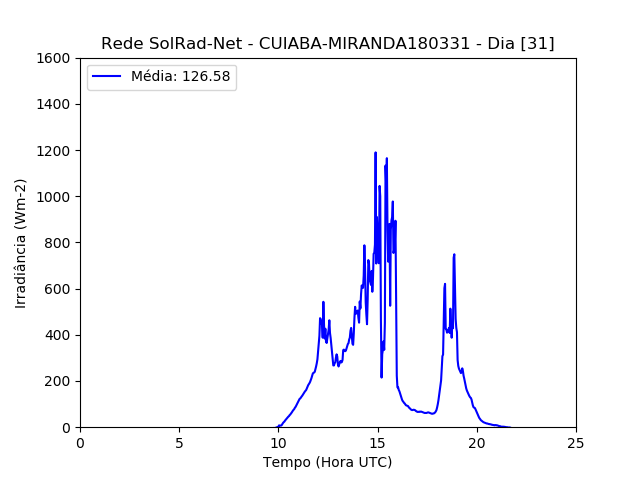 Rede SolRad-Net - CUIABA-MIRANDA180331 - Dia [31]
Média: 126.58
Irradiância (Wm-2)
1600
1400
1200
1000
800
600
400
200
0
0 5 10 15 20 25
Tempo (Hora UTC)